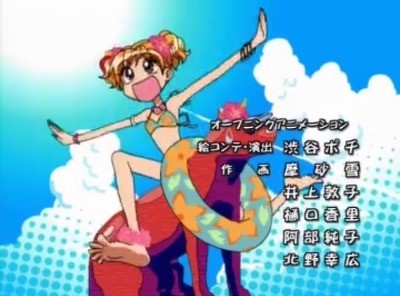 オープニングアニメーション
絵コンテ・演出 渋谷ポチ
作画 摩砂雪
井上敦子
樋口香里
阿部純子
北野幸広